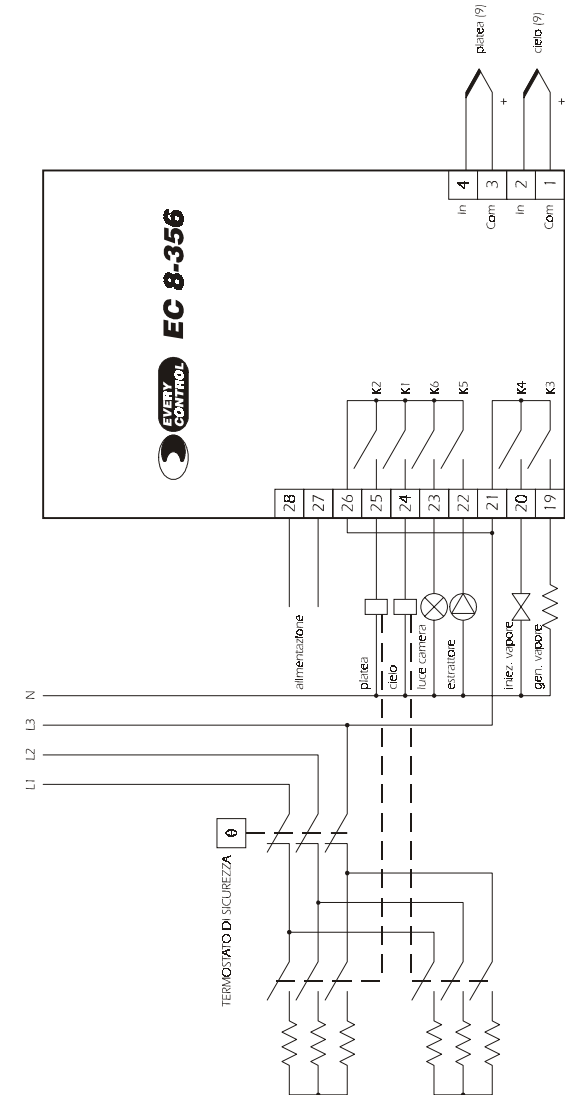 platea (9)
cielo (9)
+
+
4
3
2
1
In
Com
In
Com
EVERY
CONTROL
EC 8-356
K2
K1
K6
K5
K4
K3
28
27
26
25
24
23
22
21
20
19
alimentazione
platea
cielo
luce camera
estrattore
iniez. vapore
gen. vapore
N
L3
L2
L1
θ
TERMOSTATO DI SICUREZZA